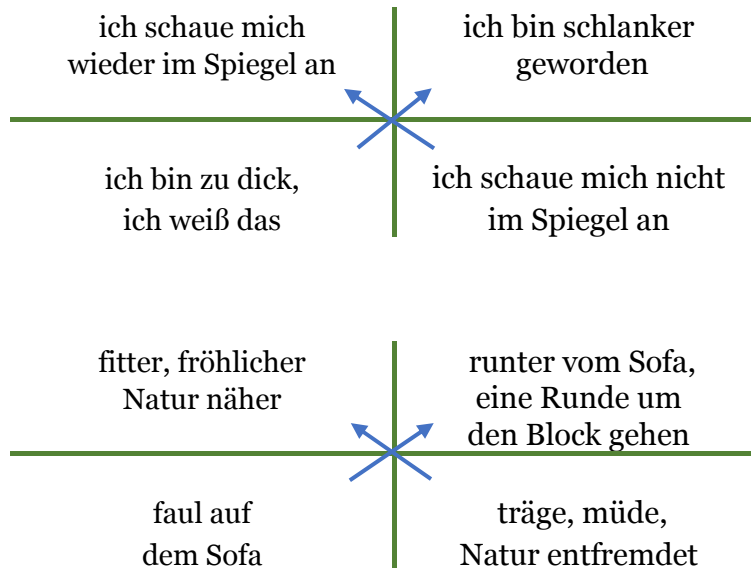 ich schaue mich
wieder im Spiegel an
ich bin schlanker
geworden
ich bin zu dick,
ich weiß das
ich schaue mich nicht
im Spiegel an
fitter, fröhlicher
Natur näher
runter vom Sofa,
eine Runde um
den Block gehen
faul auf
dem Sofa
träge, müde,
Natur entfremdet